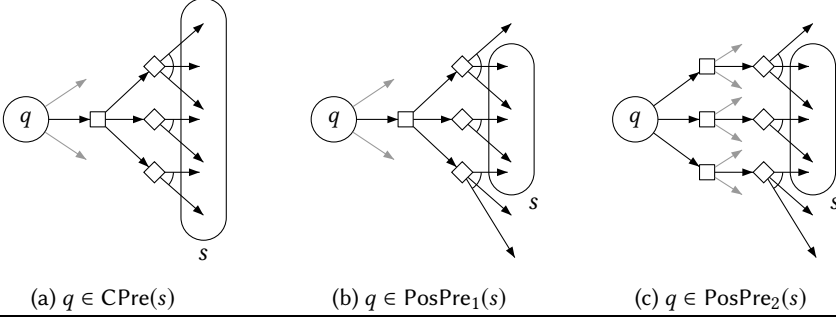 q
q
q
s
s
s
(a) q ∈ CPre(s)
(b) q ∈ PosPre₁(s)
(c) q ∈ PosPre₂(s)